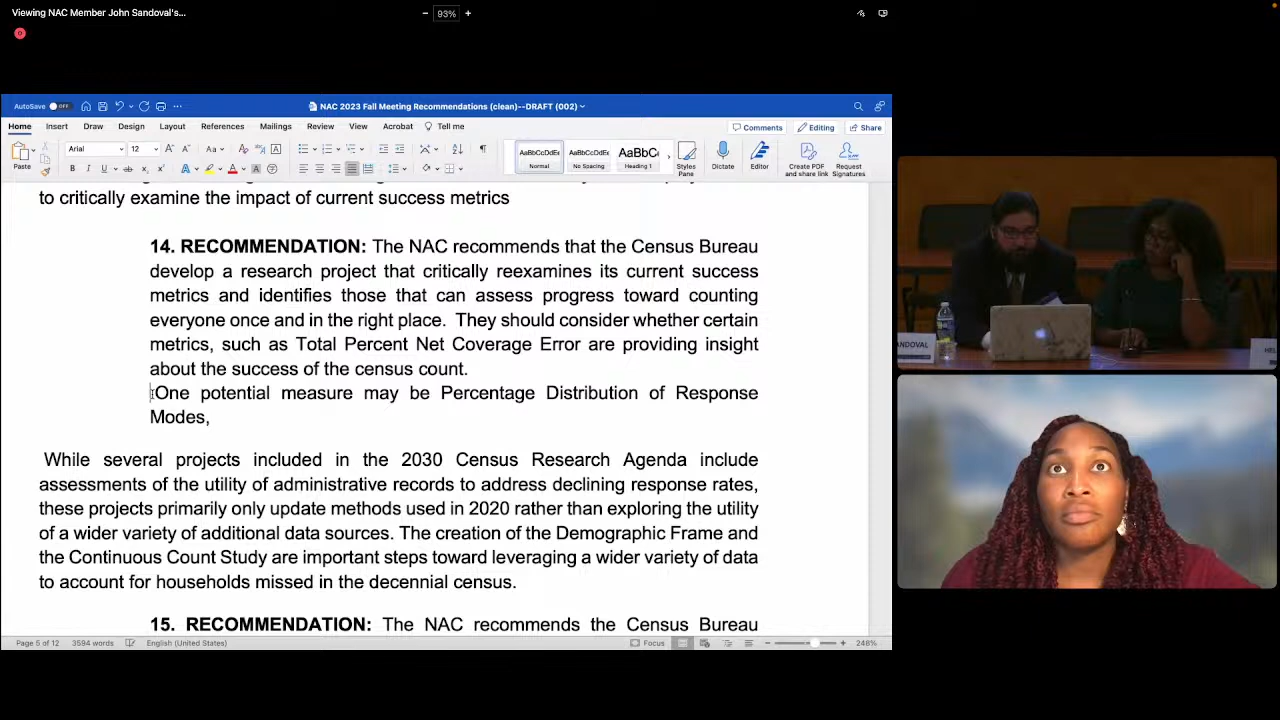 Viewing NAC Member John Sandoval's...
− 93% +
AutoSave OFF
NAC 2023 Fall Meeting Recommendations (clean)--DRAFT (002)
Home Insert Draw Design Layout References Mailings Review View Acrobat Tell me
Comments Editing Share
Arial 12
Paste
AaBbCcDdEe AaBbCcDdEe AaBbCc
Normal No Spacing Heading 1
Styles Pane
Dictate
Editor
Create PDF and share link
Request Signatures
to critically examine the impact of current success metrics
14. RECOMMENDATION: The NAC recommends that the Census Bureau
develop a research project that critically reexamines its current success
metrics and identifies those that can assess progress toward counting
everyone once and in the right place. They should consider whether certain
metrics, such as Total Percent Net Coverage Error are providing insight
about the success of the census count.
One potential measure may be Percentage Distribution of Response
Modes,
While several projects included in the 2030 Census Research Agenda include
assessments of the utility of administrative records to address declining response rates,
these projects primarily only update methods used in 2020 rather than exploring the utility
of a wider variety of additional data sources. The creation of the Demographic Frame and
the Continuous Count Study are important steps toward leveraging a wider variety of data
to account for households missed in the decennial census.
15. RECOMMENDATION: The NAC recommends the Census Bureau
Page 5 of 12 3594 words English (United States) Focus 248%
ANDOVAL
HEL